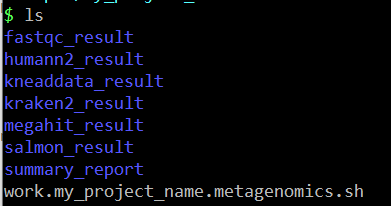 $ ls
fastqc_result
humann2_result
kneaddata_result
kraken2_result
megahit_result
salmon_result
summary_report
work.my_project_name.metagenomics.sh